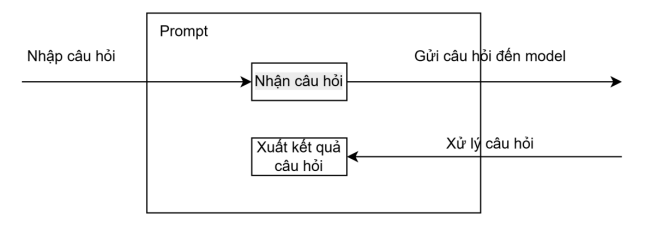 Prompt
Nhập câu hỏi
Gửi câu hỏi đến model
Nhận câu hỏi
Xử lý câu hỏi
Xuất kết quả
câu hỏi